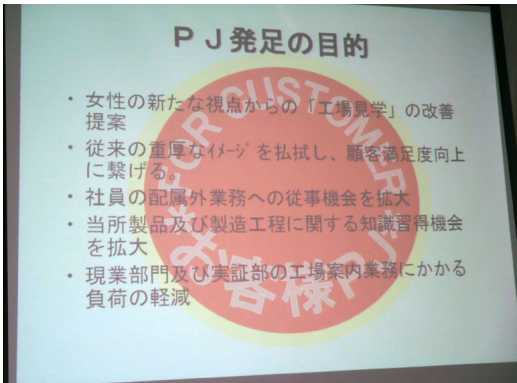 PJ発足の目的
・女性の新たな視点からの「工場見学」の改善
提案
・従来の重厚なイメージを払拭し、顧客満足度向上
に繋げる
・社員の配属外業務への従事機会を拡大
・当所製品及び製造工程に関する知識習得機会
を拡大
・現業部門及び実証部の工場案内業務にかかる
負荷の軽減
FOR CUSTOMER
お客様PJ